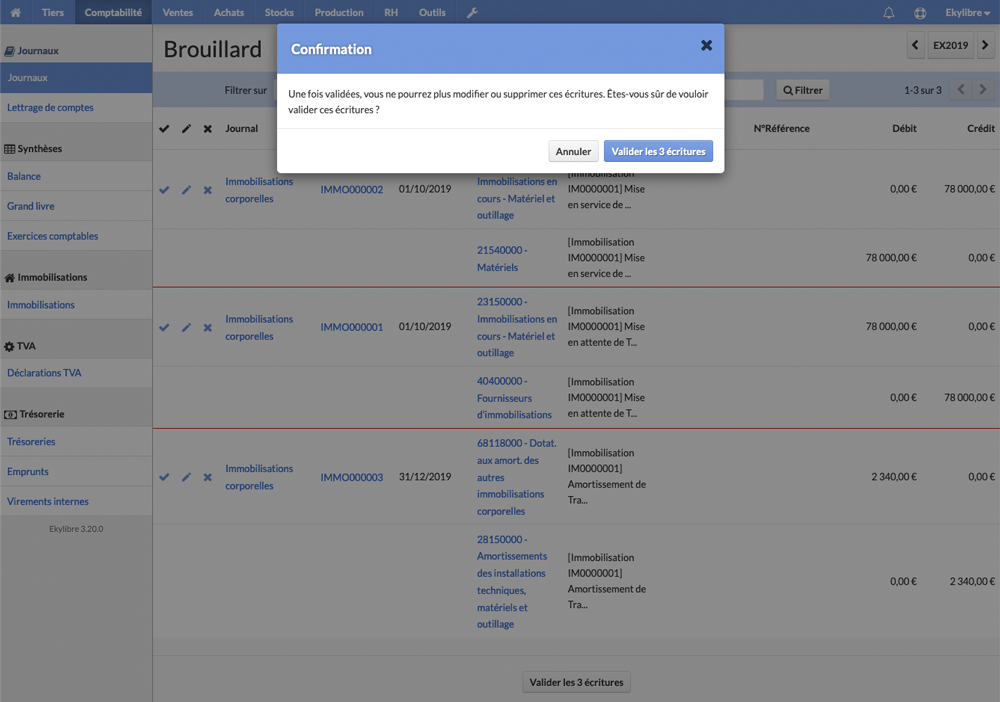 Tiers Comptabilité Ventes Achats Stocks Production RH Outils Ekylibre
Journaux
Journaux
Lettrage de comptes
Synthèses
Balance
Grand livre
Exercices comptables
Immobilisations
Immobilisations
TVA
Déclarations TVA
Trésorerie
Trésoreries
Emprunts
Virements internes
Ekylibre 3.20.0
Brouillard
EX2019
Confirmation
Une fois validées, vous ne pourrez plus modifier ou supprimer ces écritures. Êtes-vous sûr de vouloir
valider ces écritures ?
Annuler Valider les 3 écritures
Filtrer sur
Filtrer
1-3 sur 3
Journal N°Référence Débit Crédit
Immobilisations
corporelles
IMMO000002
01/10/2019
Immobilisations en
cours - Matériel et
outillage
[Immobilisation
IM0000001] Mise
en service de ...
0,00 €
78 000,00 €
21540000 -
Matériels
[Immobilisation
IM0000001] Mise
en service de ...
78 000,00 €
0,00 €
Immobilisations
corporelles
IMMO000001
01/10/2019
23150000 -
Immobilisations en
cours - Matériel et
outillage
[Immobilisation
IM0000001] Mise
en attente de T...
78 000,00 €
0,00 €
40400000 -
Fournisseurs
d'immobilisations
[Immobilisation
IM0000001] Mise
en attente de T...
0,00 €
78 000,00 €
Immobilisations
corporelles
IMMO000003
31/12/2019
68118000 - Dotat.
aux amort. des
autres
immobilisations
corporelles
[Immobilisation
IM0000001]
Amortissement de
Tra...
2 340,00 €
0,00 €
28150000 -
Amortissements
des installations
techniques,
matériels et
outillage
[Immobilisation
IM0000001]
Amortissement de
Tra...
0,00 €
2 340,00 €
Valider les 3 écritures